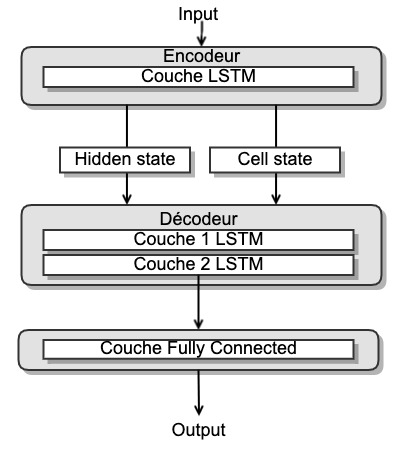 Input
Encodeur
Couche LSTM
Hidden state
Cell state
Décodeur
Couche 1 LSTM
Couche 2 LSTM
Couche Fully Connected
Output